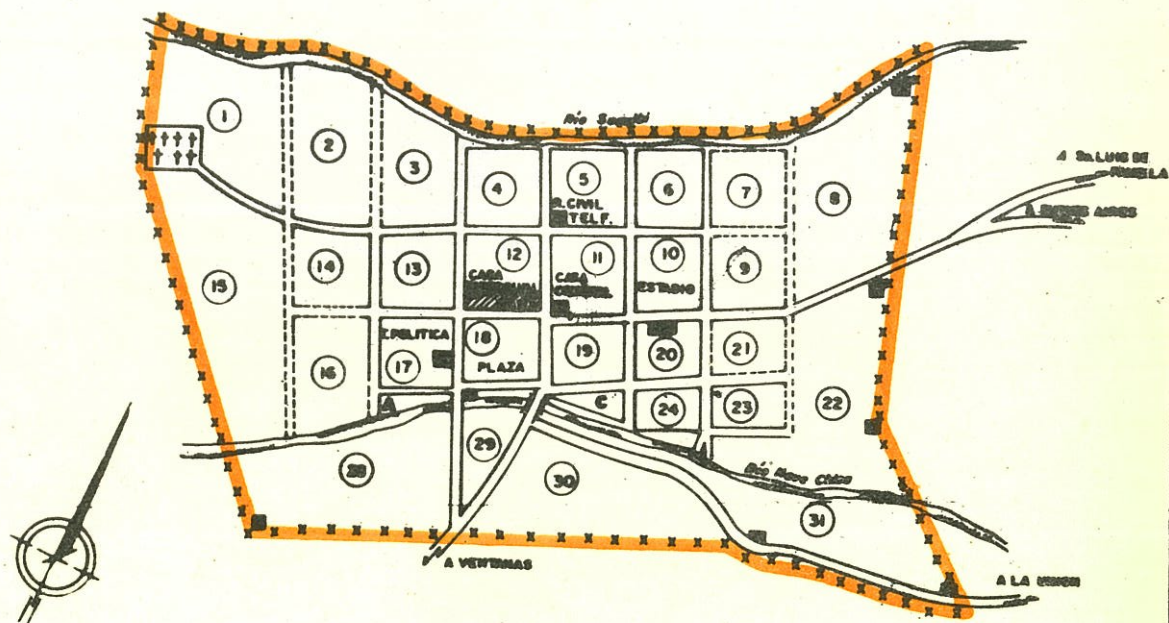 1
2
3
4
5
6
7
8
R. CIVIL
TELF.
A Sn. LUIS DE
A BUENOS AIRES
9
10
11
12
13
14
15
CASA
CASA
ESTADIO
T. POLITICA
16
17
18
PLAZA
19
20
21
22
A
C
24
23
28
29
30
31
Río
Río Chico
A VENTANAS
A LA UNION